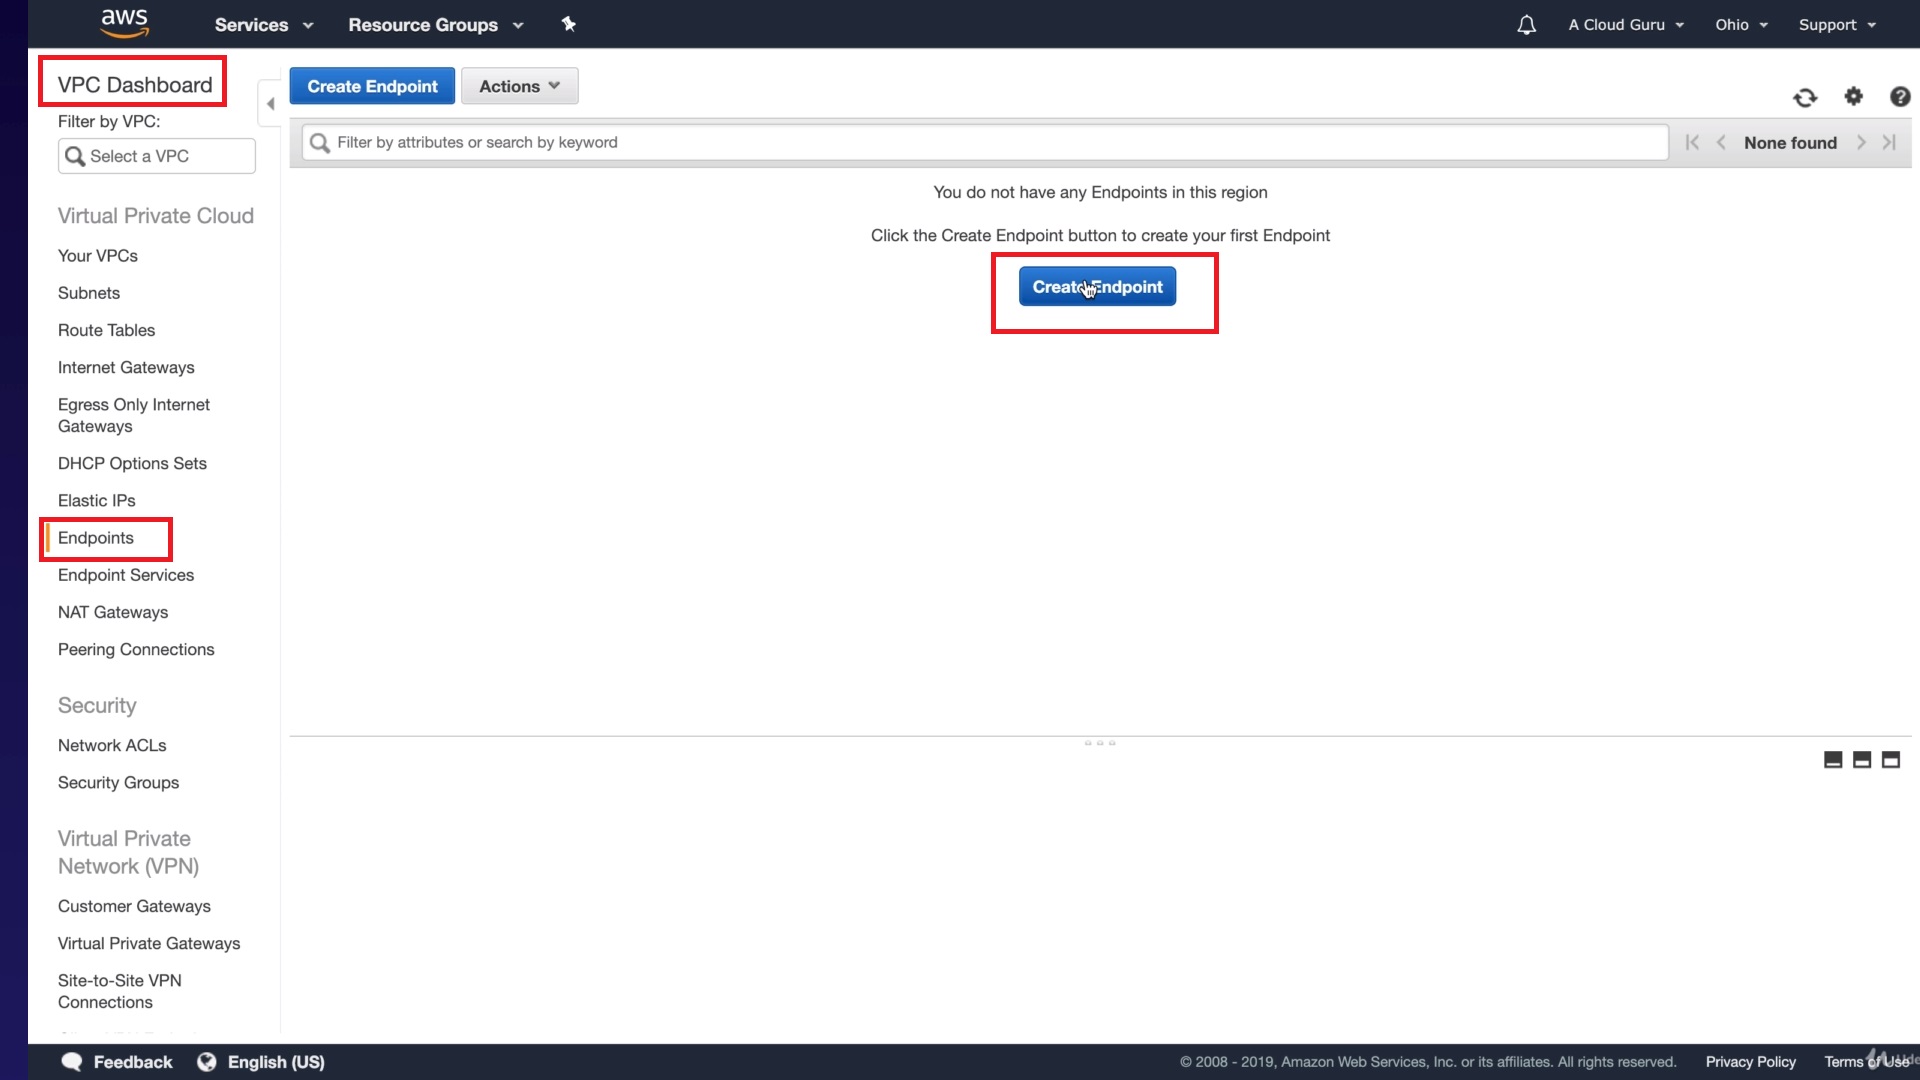 aws
Services
Resource Groups
A Cloud Guru
Ohio
Support
VPC Dashboard
Filter by VPC:
Select a VPC
Virtual Private Cloud
Your VPCs
Subnets
Route Tables
Internet Gateways
Egress Only Internet
Gateways
DHCP Options Sets
Elastic IPs
Endpoints
Endpoint Services
NAT Gateways
Peering Connections
Security
Network ACLs
Security Groups
Virtual Private
Network (VPN)
Customer Gateways
Virtual Private Gateways
Site-to-Site VPN
Connections
Create Endpoint
Actions
Filter by attributes or search by keyword
None found
You do not have any Endpoints in this region
Click the Create Endpoint button to create your first Endpoint
Create Endpoint
Feedback
English (US)
© 2008 - 2019, Amazon Web Services, Inc. or its affiliates. All rights reserved.
Privacy Policy
Terms of Use